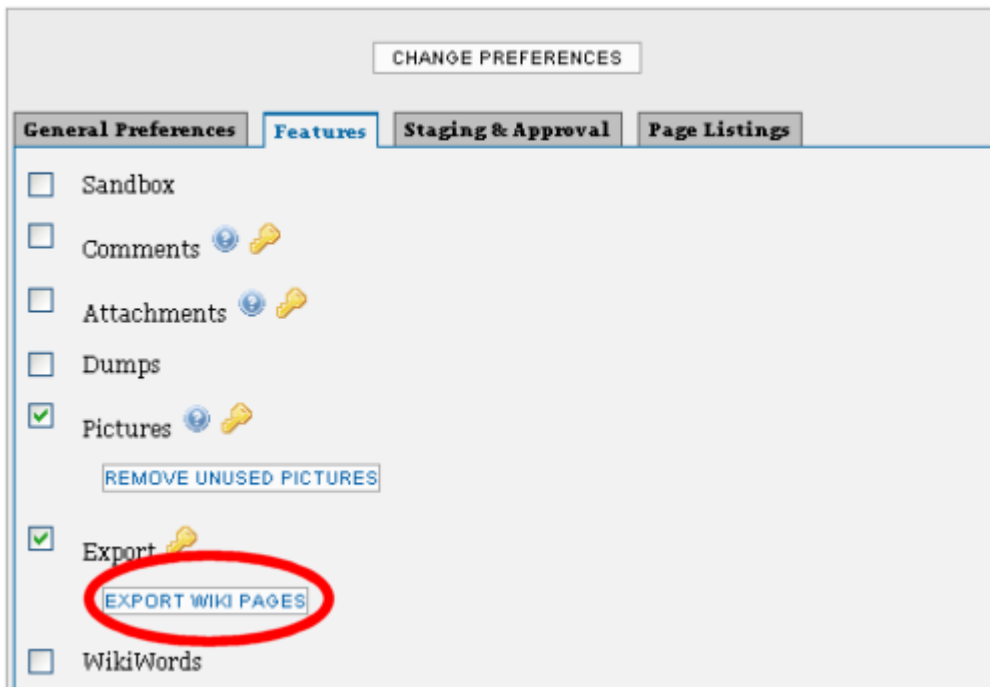 CHANGE PREFERENCES
General Preferences Features Staging & Approval Page Listings
Sandbox
Comments
Attachments
Dumps
Pictures
REMOVE UNUSED PICTURES
Export
EXPORT WIKI PAGES
WikiWords